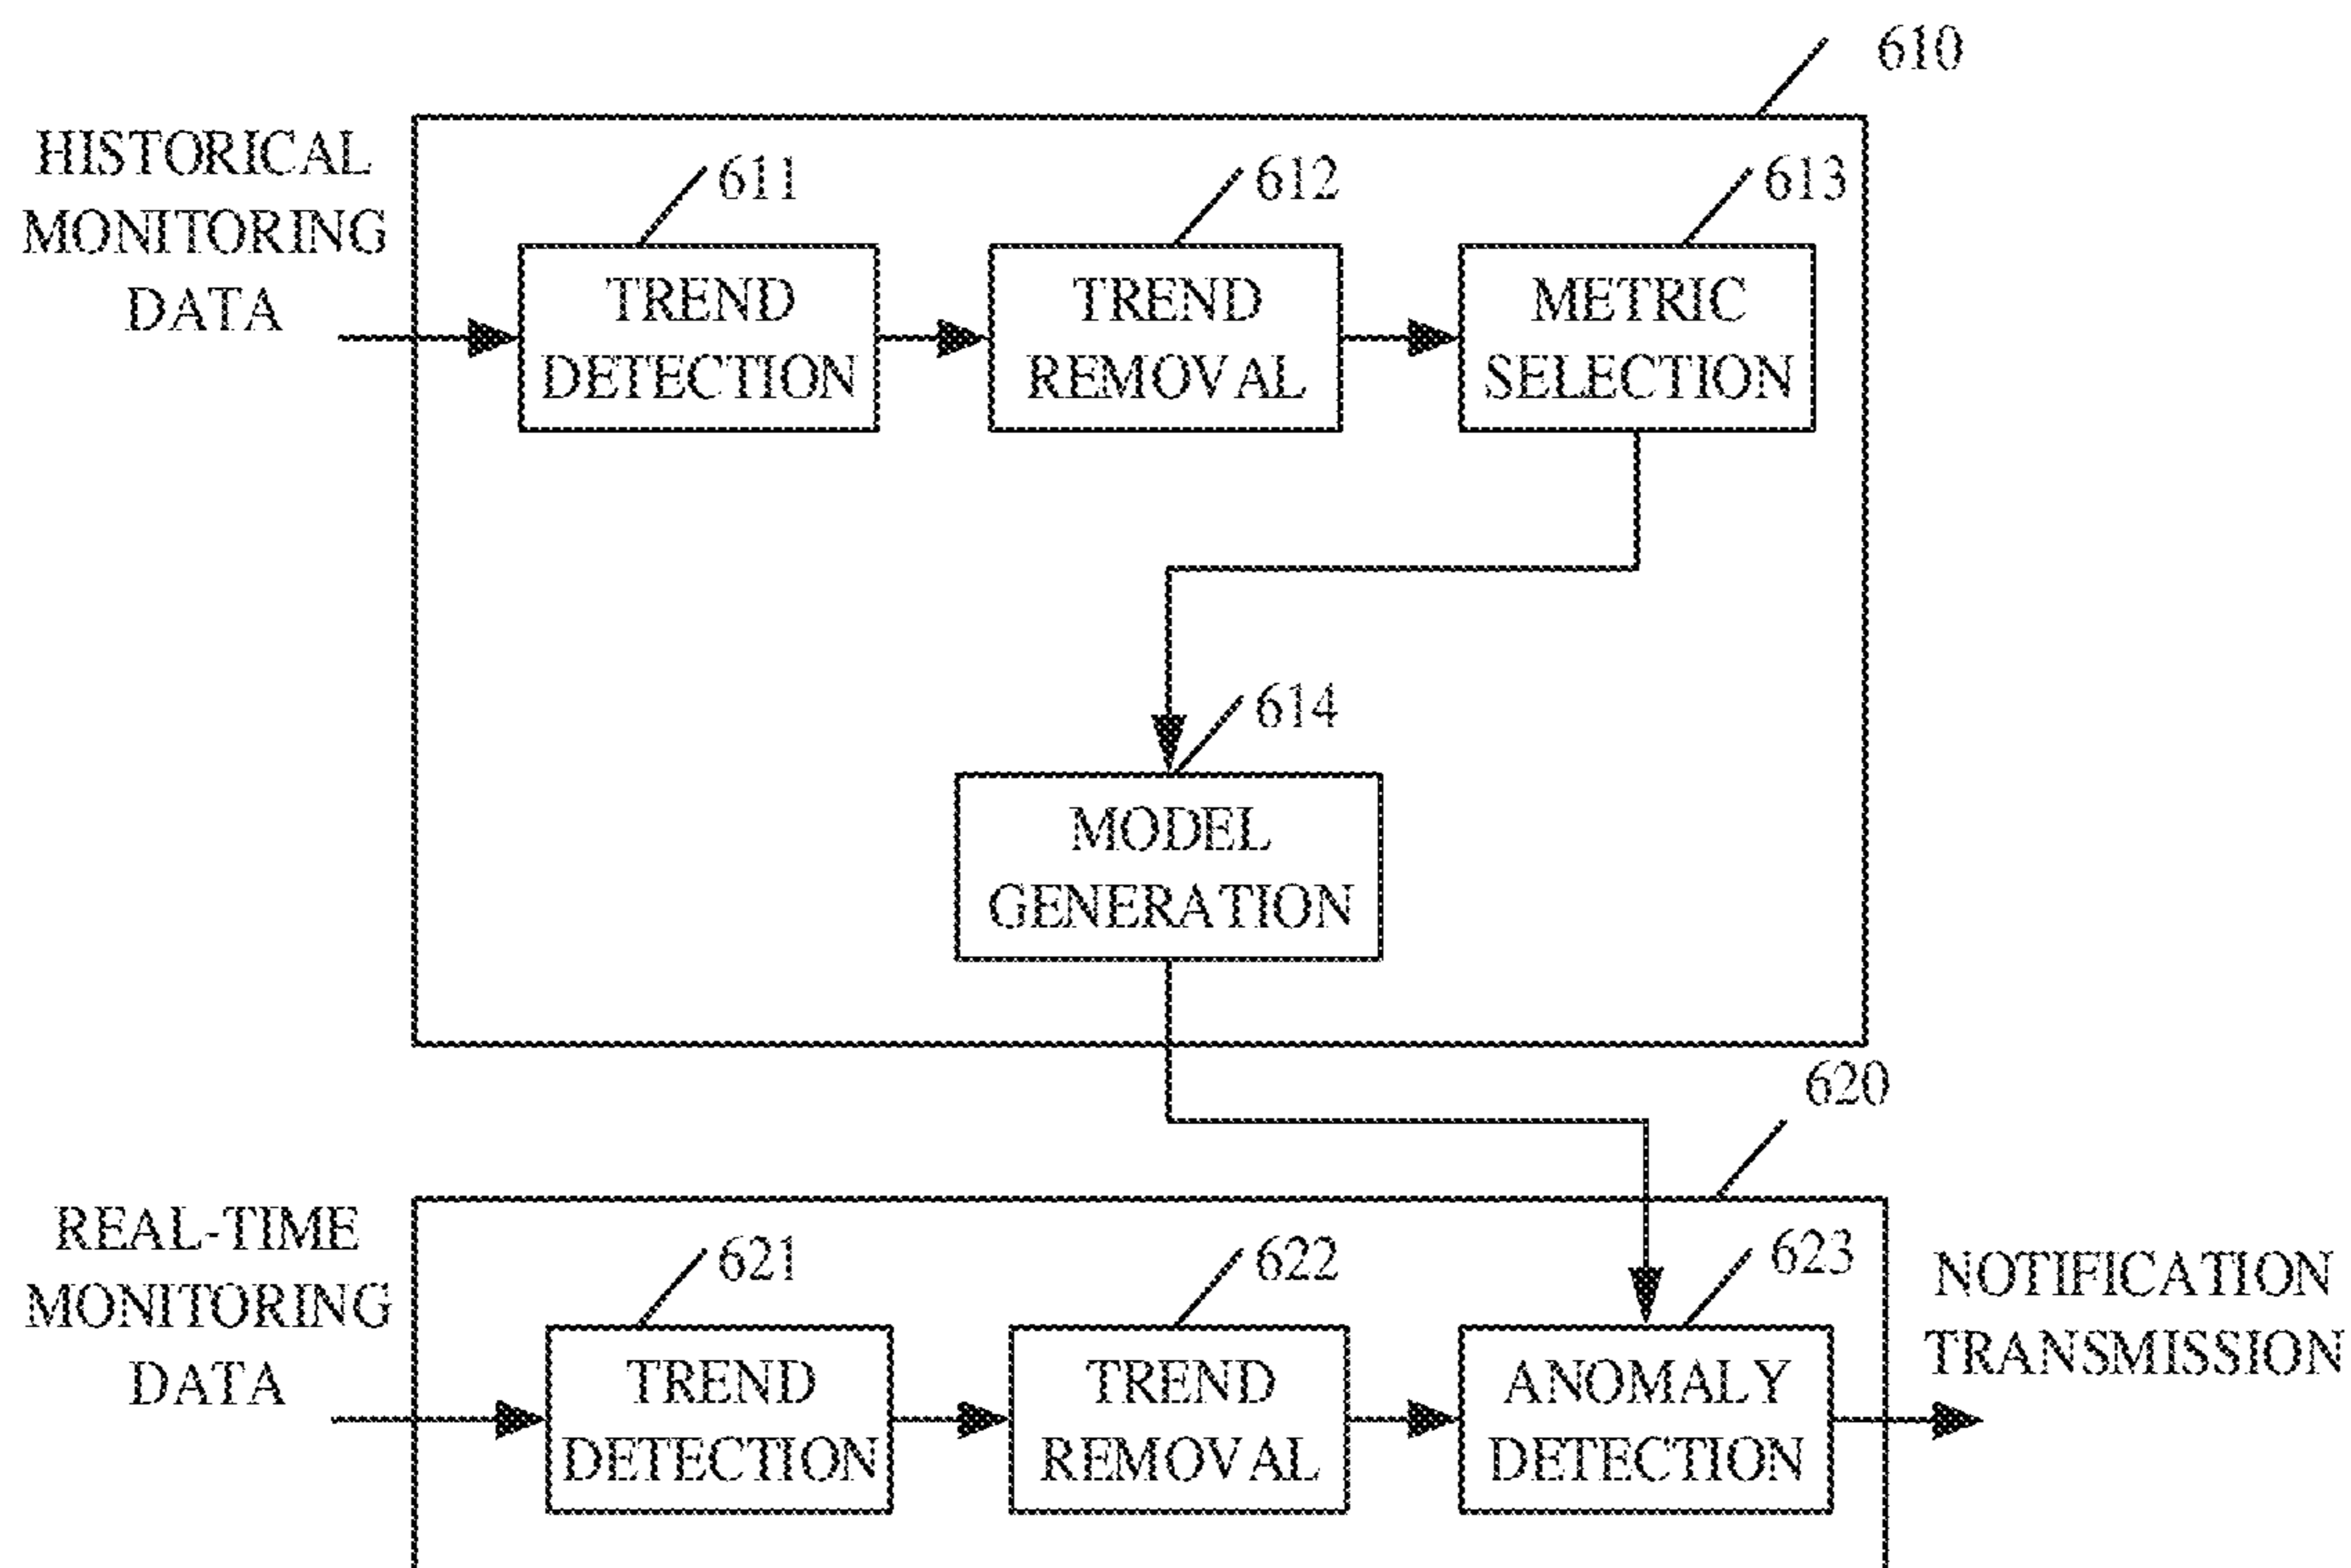 610
HISTORICAL
MONITORING
DATA
611
612
613
TREND
DETECTION
TREND
REMOVAL
METRIC
SELECTION
614
MODEL
GENERATION
620
REAL-TIME
MONITORING
DATA
621
622
623
TREND
DETECTION
TREND
REMOVAL
ANOMALY
DETECTION
NOTIFICATION
TRANSMISSION